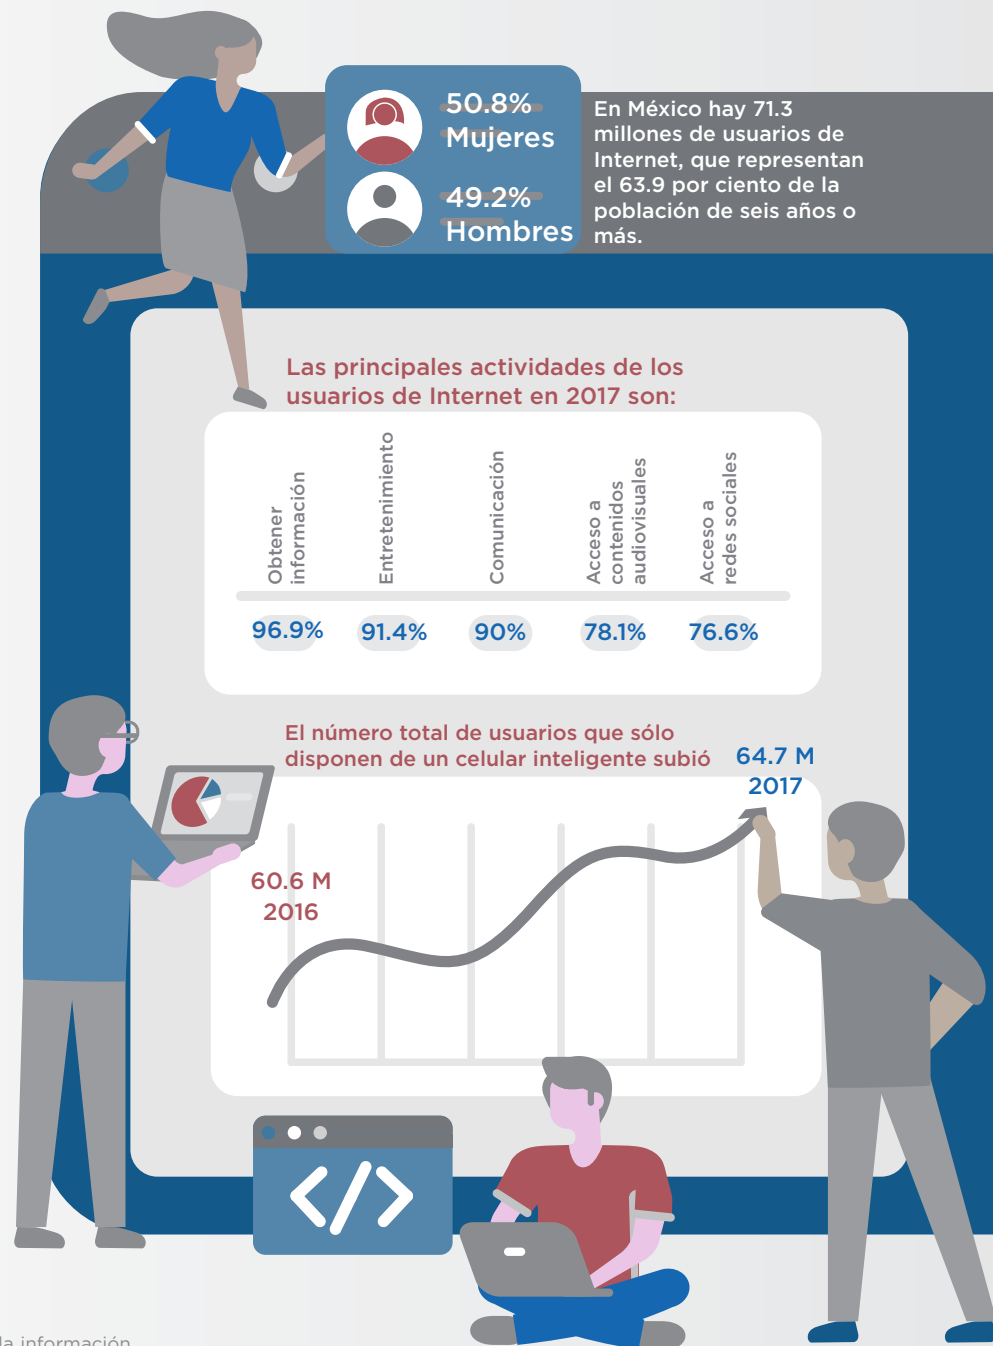 50.8%
Mujeres
49.2%
Hombres
En México hay 71.3
millones de usuarios de
Internet, que representan
el 63.9 por ciento de la
población de seis años o
más.
Las principales actividades de los
usuarios de Internet en 2017 son:
Obtener
información
Entretenimiento
Comunicación
Acceso a
contenidos
audiovisuales
Acceso a
redes sociales
96.9%
91.4%
90%
78.1%
76.6%
El número total de usuarios que sólo
disponen de un celular inteligente subió
64.7 M
2017
60.6 M
2016
</>
la información